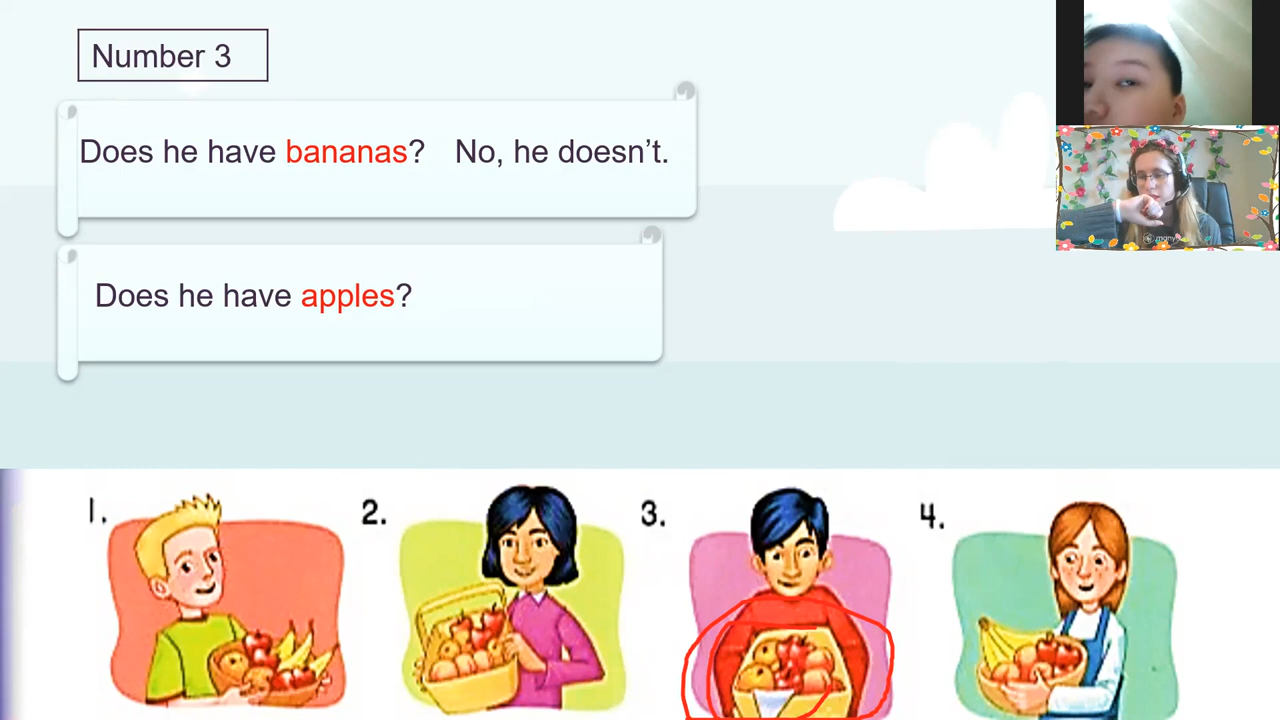 Number 3
Does he have bananas? No, he doesn’t.
Does he have apples?
1. 2. 3. 4.